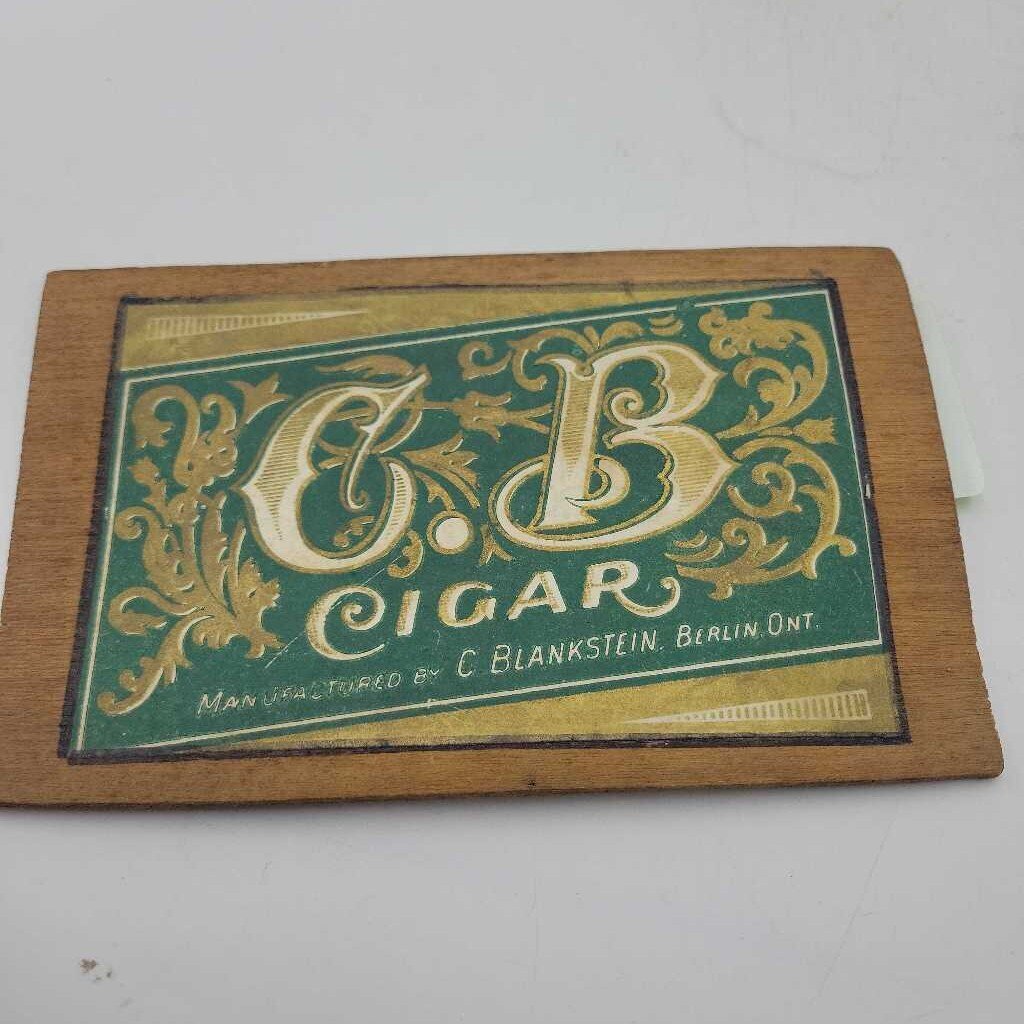 C.B
CIGAR
MANUFACTURED BY C. BLANKSTEIN. BERLIN, ONT.